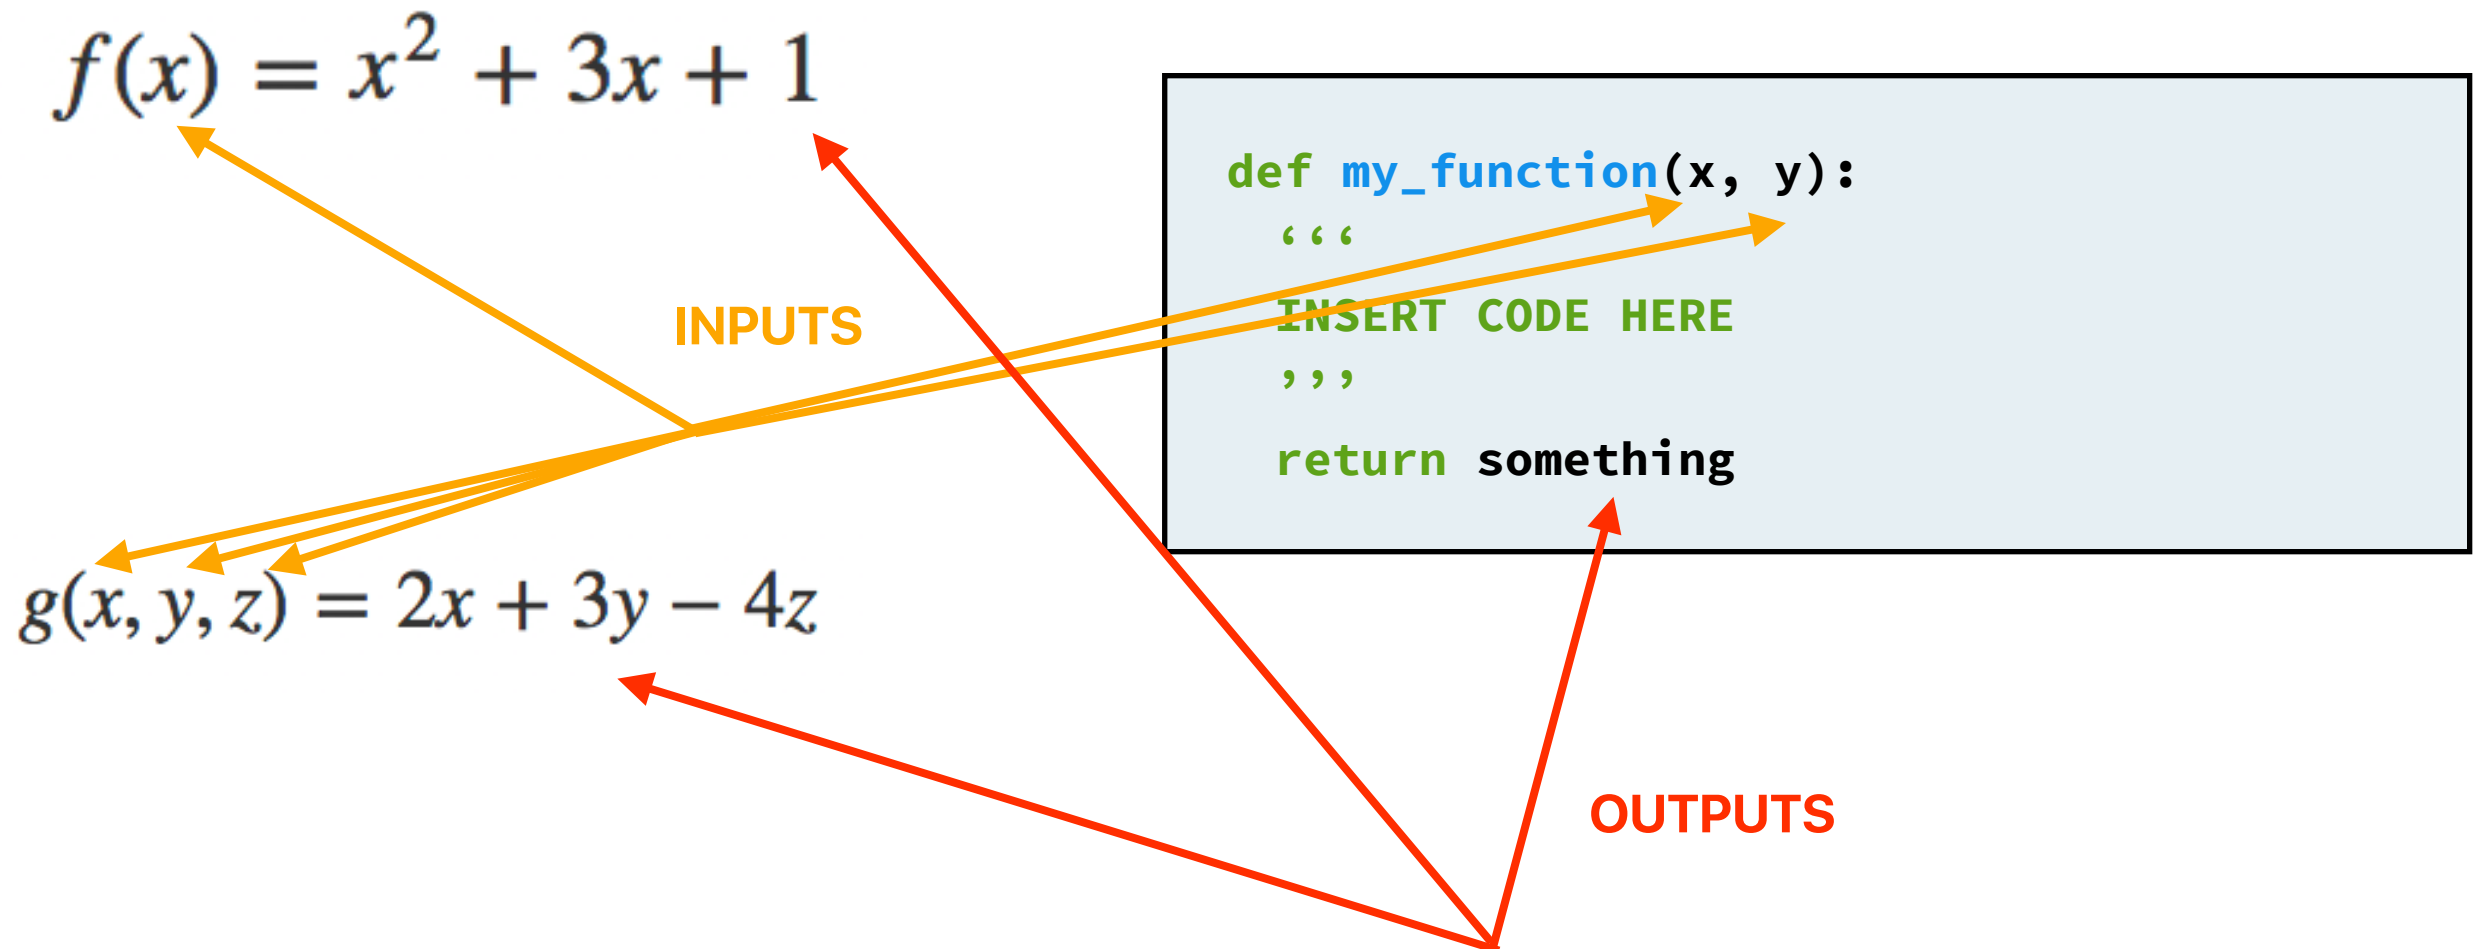 f(x) = x² + 3x + 1
def my_function(x, y):
‘‘‘
INSERT CODE HERE
’’’
return something
INPUTS
g(x, y, z) = 2x + 3y − 4z
OUTPUTS